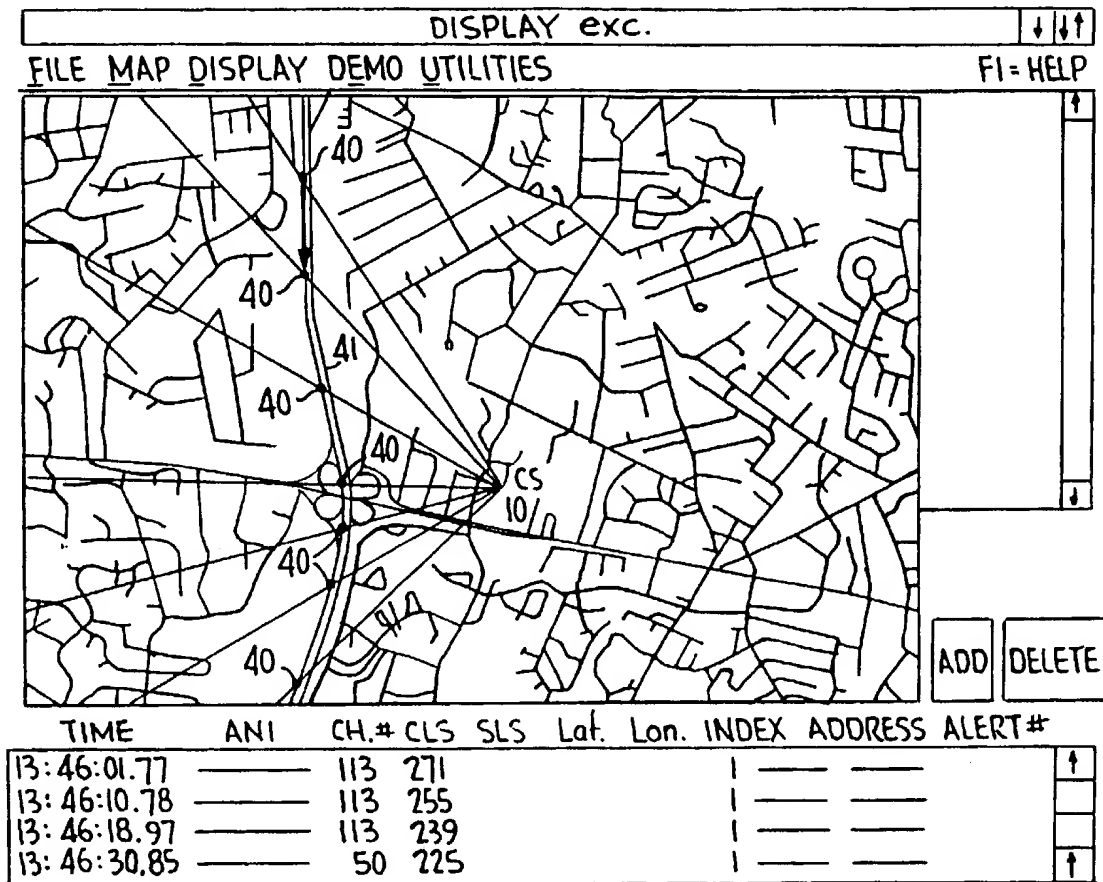 DISPLAY exc.
FILE MAP DISPLAY DEMO UTILITIES F1=HELP
40
40
41
40
40
CS
10
40
40
ADD DELETE
TIME ANI CH.# CLS SLS Lat. Lon. INDEX ADDRESS ALERT#
13:46:01.77 113 271 1
13:46:10.78 113 255 1
13:46:18.97 113 239 1
13:46:30.85 50 225 1